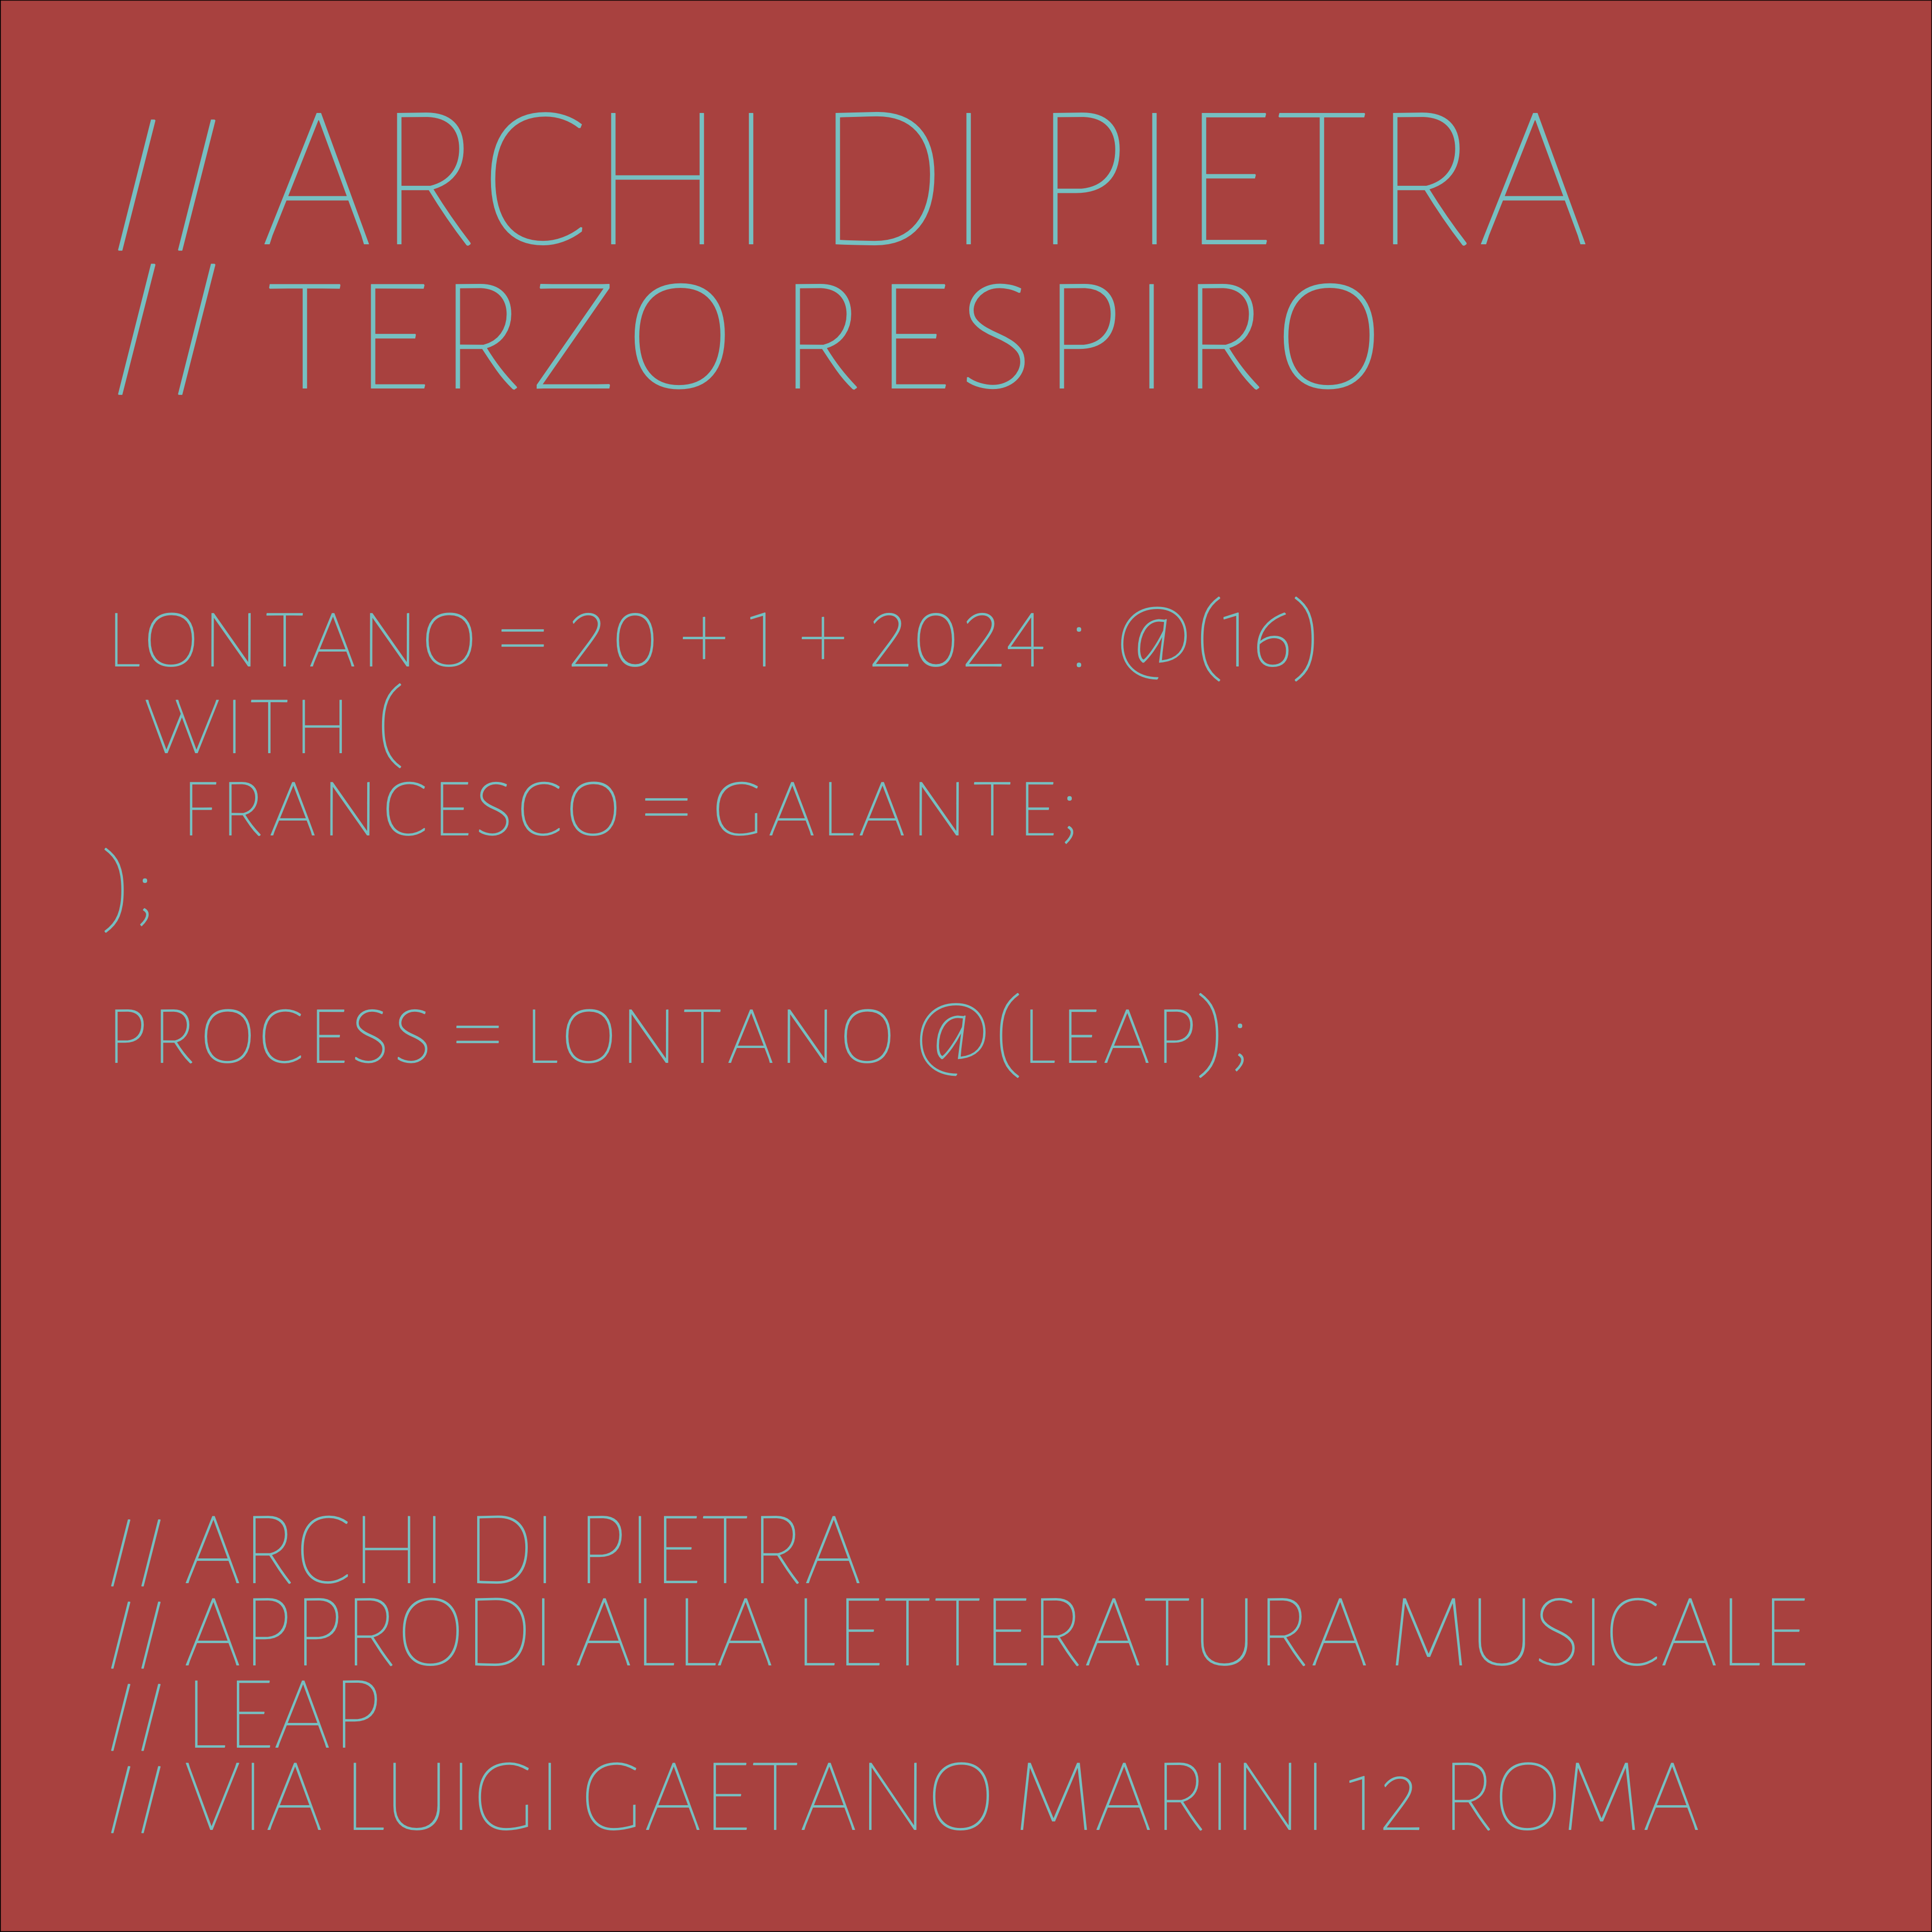 // ARCHI DI PIETRA
// TERZO RESPIRO
LONTANO = 20 + 1 + 2024 : @(16)
WITH (
FRANCESCO = GALANTE;
);
PROCESS = LONTANO @(LEAP);
// ARCHI DI PIETRA
// APPRODI ALLA LETTERATURA MUSICALE
// LEAP
// VIA LUIGI GAETANO MARINI 12 ROMA